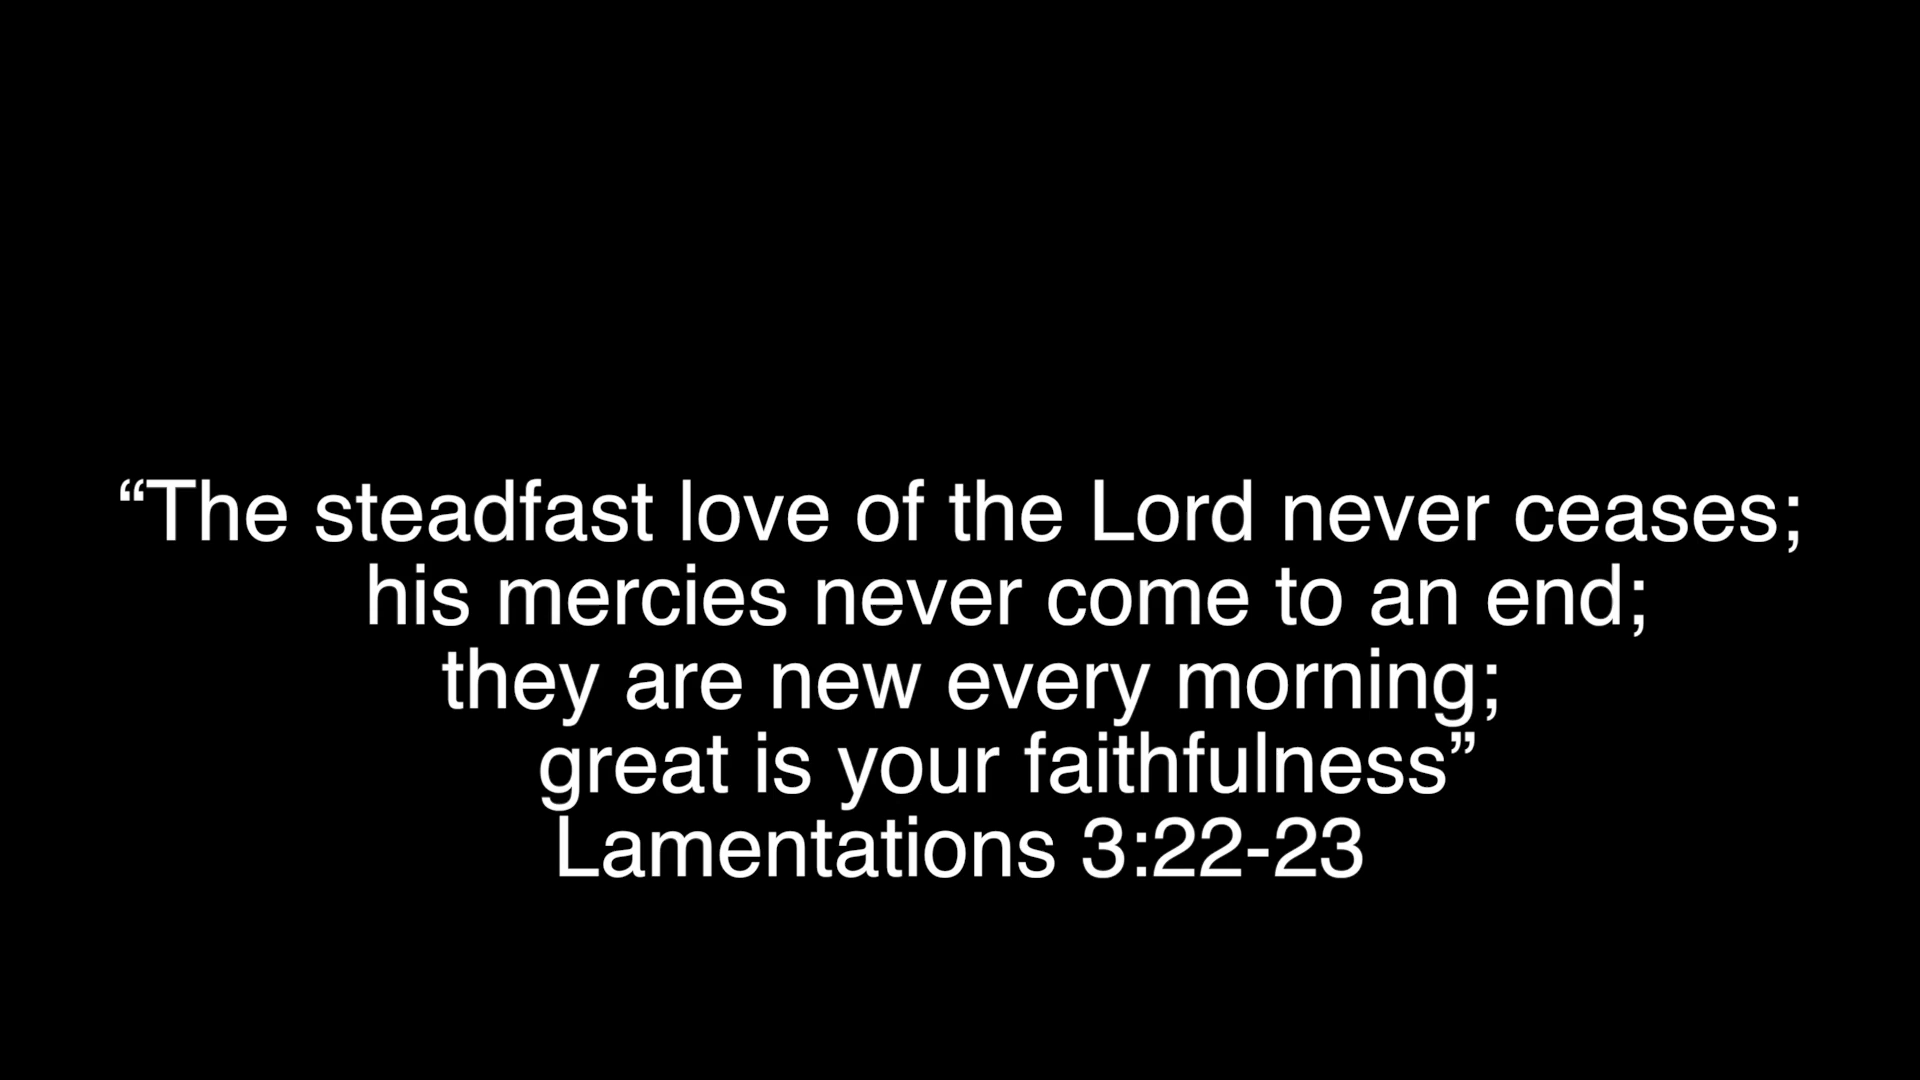 “The steadfast love of the Lord never ceases;
his mercies never come to an end;
they are new every morning;
great is your faithfulness”
Lamentations 3:22-23